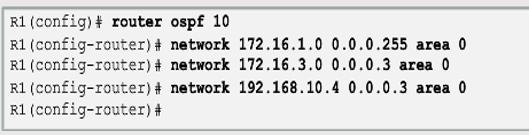 R1(config)# router ospf 10
R1(config-router)# network 172.16.1.0 0.0.0.255 area 0
R1(config-router)# network 172.16.3.0 0.0.0.3 area 0
R1(config-router)# network 192.168.10.4 0.0.0.3 area 0
R1(config-router)#